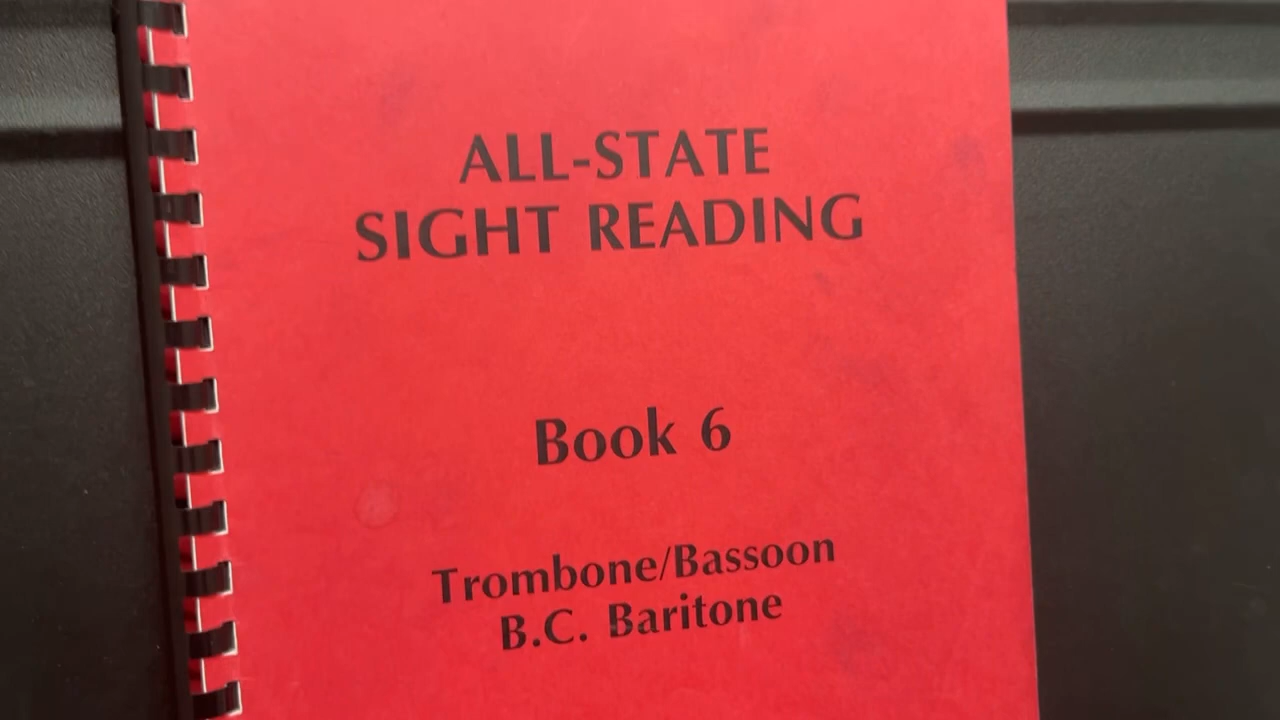 ALL-STATE
SIGHT READING
Book 6
Trombone/Bassoon
B.C. Baritone